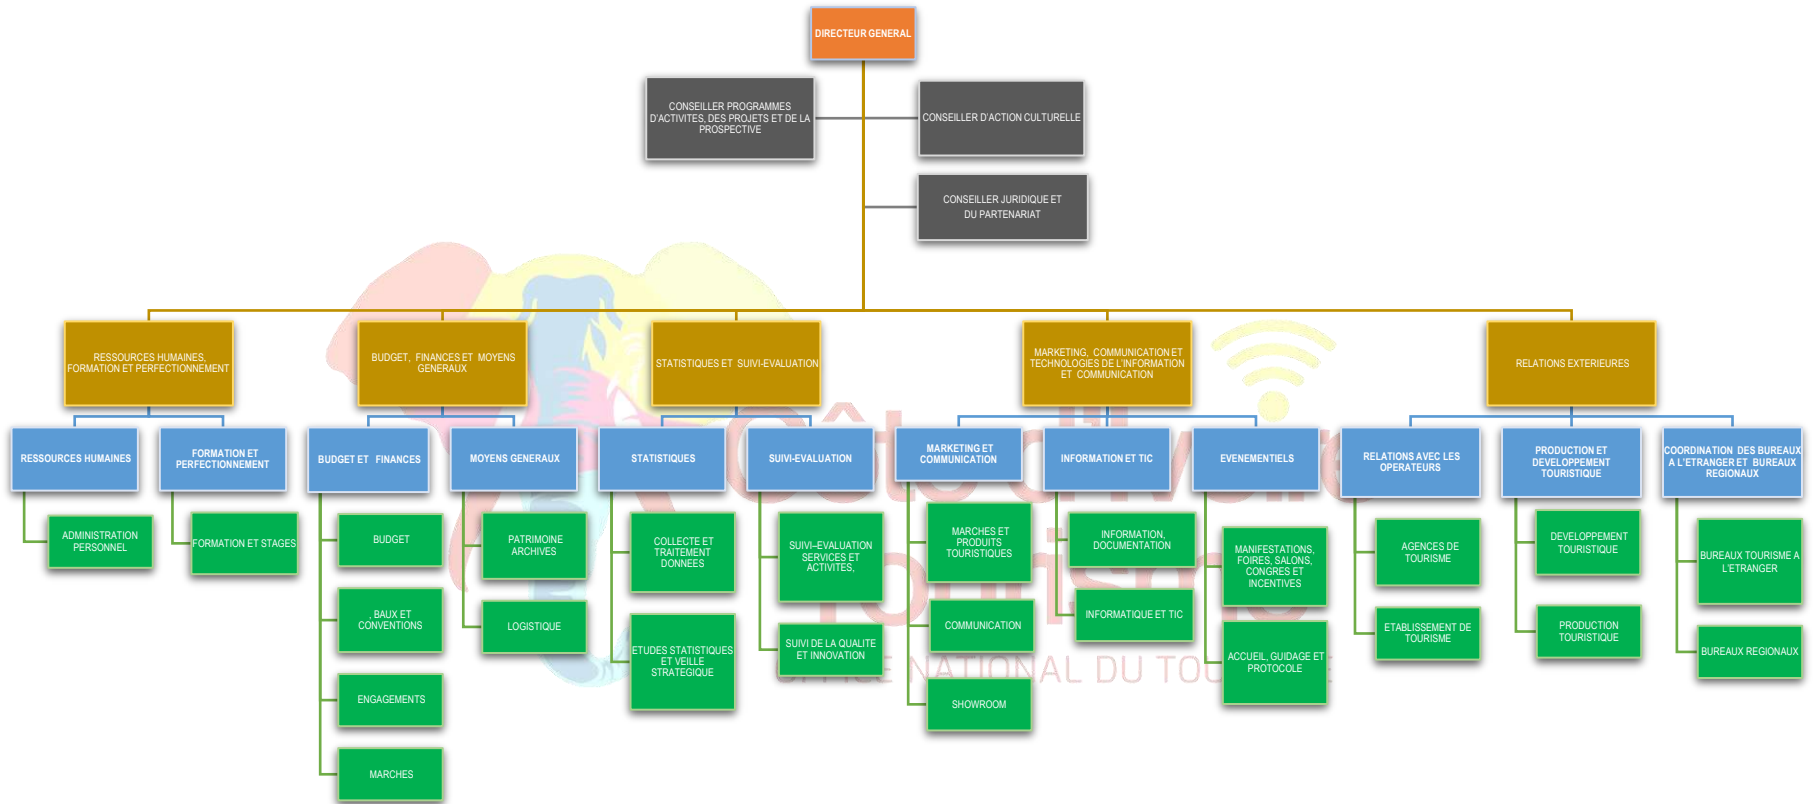 DIRECTEUR GENERAL
CONSEILLER PROGRAMMES
D'ACTIVITES, DES PROJETS ET DE LA
PROSPECTIVE
CONSEILLER D'ACTION CULTURELLE
CONSEILLER JURIDIQUE ET
DU PARTENARIAT
RESSOURCES HUMAINES,
FORMATION ET PERFECTIONNEMENT
BUDGET, FINANCES ET MOYENS
GENERAUX
STATISTIQUES ET SUIVI-EVALUATION
MARKETING, COMMUNICATION ET
TECHNOLOGIES DE L'INFORMATION
ET COMMUNICATION
RELATIONS EXTERIEURES
RESSOURCES HUMAINES
FORMATION ET
PERFECTIONNEMENT
BUDGET ET FINANCES
MOYENS GENERAUX
STATISTIQUES
SUIVI-EVALUATION
MARKETING ET
COMMUNICATION
INFORMATION ET TIC
EVENEMENTIELS
RELATIONS AVEC LES
OPERATEURS
PRODUCTION ET
DEVELOPPEMENT
TOURISTIQUE
COORDINATION DES BUREAUX
A L'ETRANGER ET BUREAUX
REGIONAUX
ADMINISTRATION
PERSONNEL
FORMATION ET STAGES
BUDGET
, BAUX ET
CONVENTIONS
ENGAGEMENTS
MARCHES
PATRIMOINE
ARCHIVES
LOGISTIQUE
COLLECTE ET
TRAITEMENT
DONNEES
ETUDES STATISTIQUES
ET VEILLE
STRATEGIQUE
SUIVI–EVALUATION
SERVICES ET
ACTIVITES,
SUIVI DE LA QUALITE
ET INNOVATION
MARCHES ET
PRODUITS
TOURISTIQUES
COMMUNICATION
SHOWROOM
INFORMATION,
DOCUMENTATION
INFORMATIQUE ET TIC
MANIFESTATIONS,
FOIRES, SALONS,
CONGRES ET
INCENTIVES
ACCUEIL, GUIDAGE ET
PROTOCOLE
AGENCES DE
TOURISME
ETABLISSEMENT DE
TOURISME
DEVELOPPEMENT
TOURISTIQUE
PRODUCTION
TOURISTIQUE
BUREAUX TOURISME A
L'ETRANGER
BUREAUX REGIONAUX
NATIONAL DU